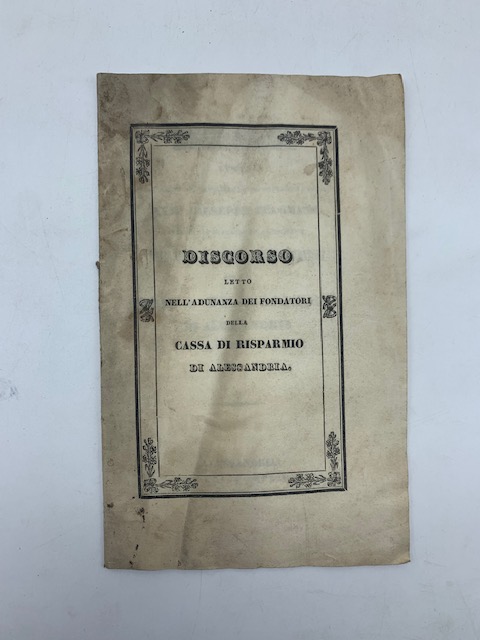 DISCORSO
LETTO
NELL'ADUNANZA DEI FONDATORI
DELLA
CASSA DI RISPARMIO
DI ALESSANDRIA.